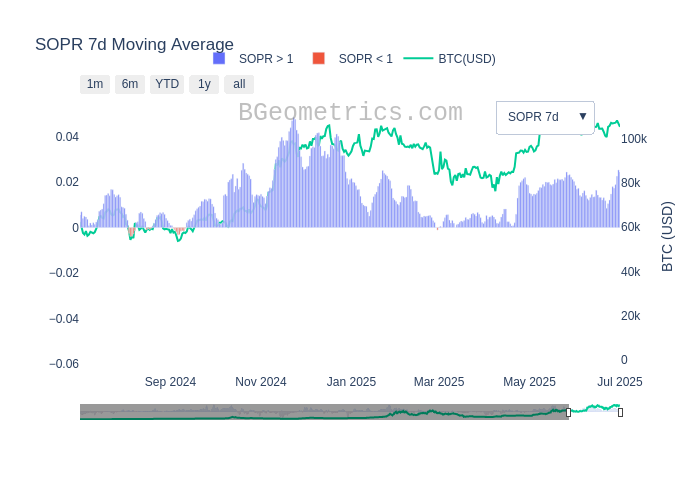 SOPR 7d Moving Average
SOPR > 1
SOPR < 1
BTC(USD)
1m
6m
YTD
1y
all
BGeometrics.com
SOPR 7d
▼
0.04
0.02
0
−0.02
−0.04
−0.06
100k
80k
60k
40k
20k
0
BTC (USD)
Sep 2024
Nov 2024
Jan 2025
Mar 2025
May 2025
Jul 2025